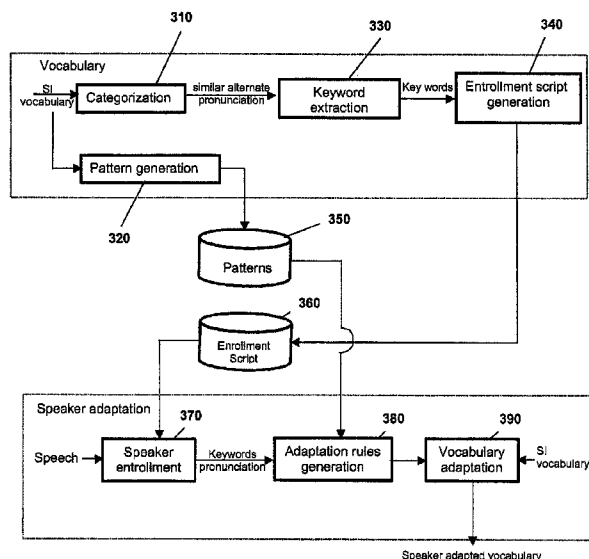 310
330
340
Vocabulary
SI
vocabulary
Categorization
similar alternate
pronunciation
Keyword
extraction
Key words
Entrollment script
generation
Pattern generation
320
350
Patterns
360
Enrollment
Script
Speaker adaptation
370
380
390
Speech
Speaker
entrollment
Keywords
pronunciation
Adaptation rules
generation
Vocabulary
adaptation
SI
vocabulary
Speaker adapted vocabulary